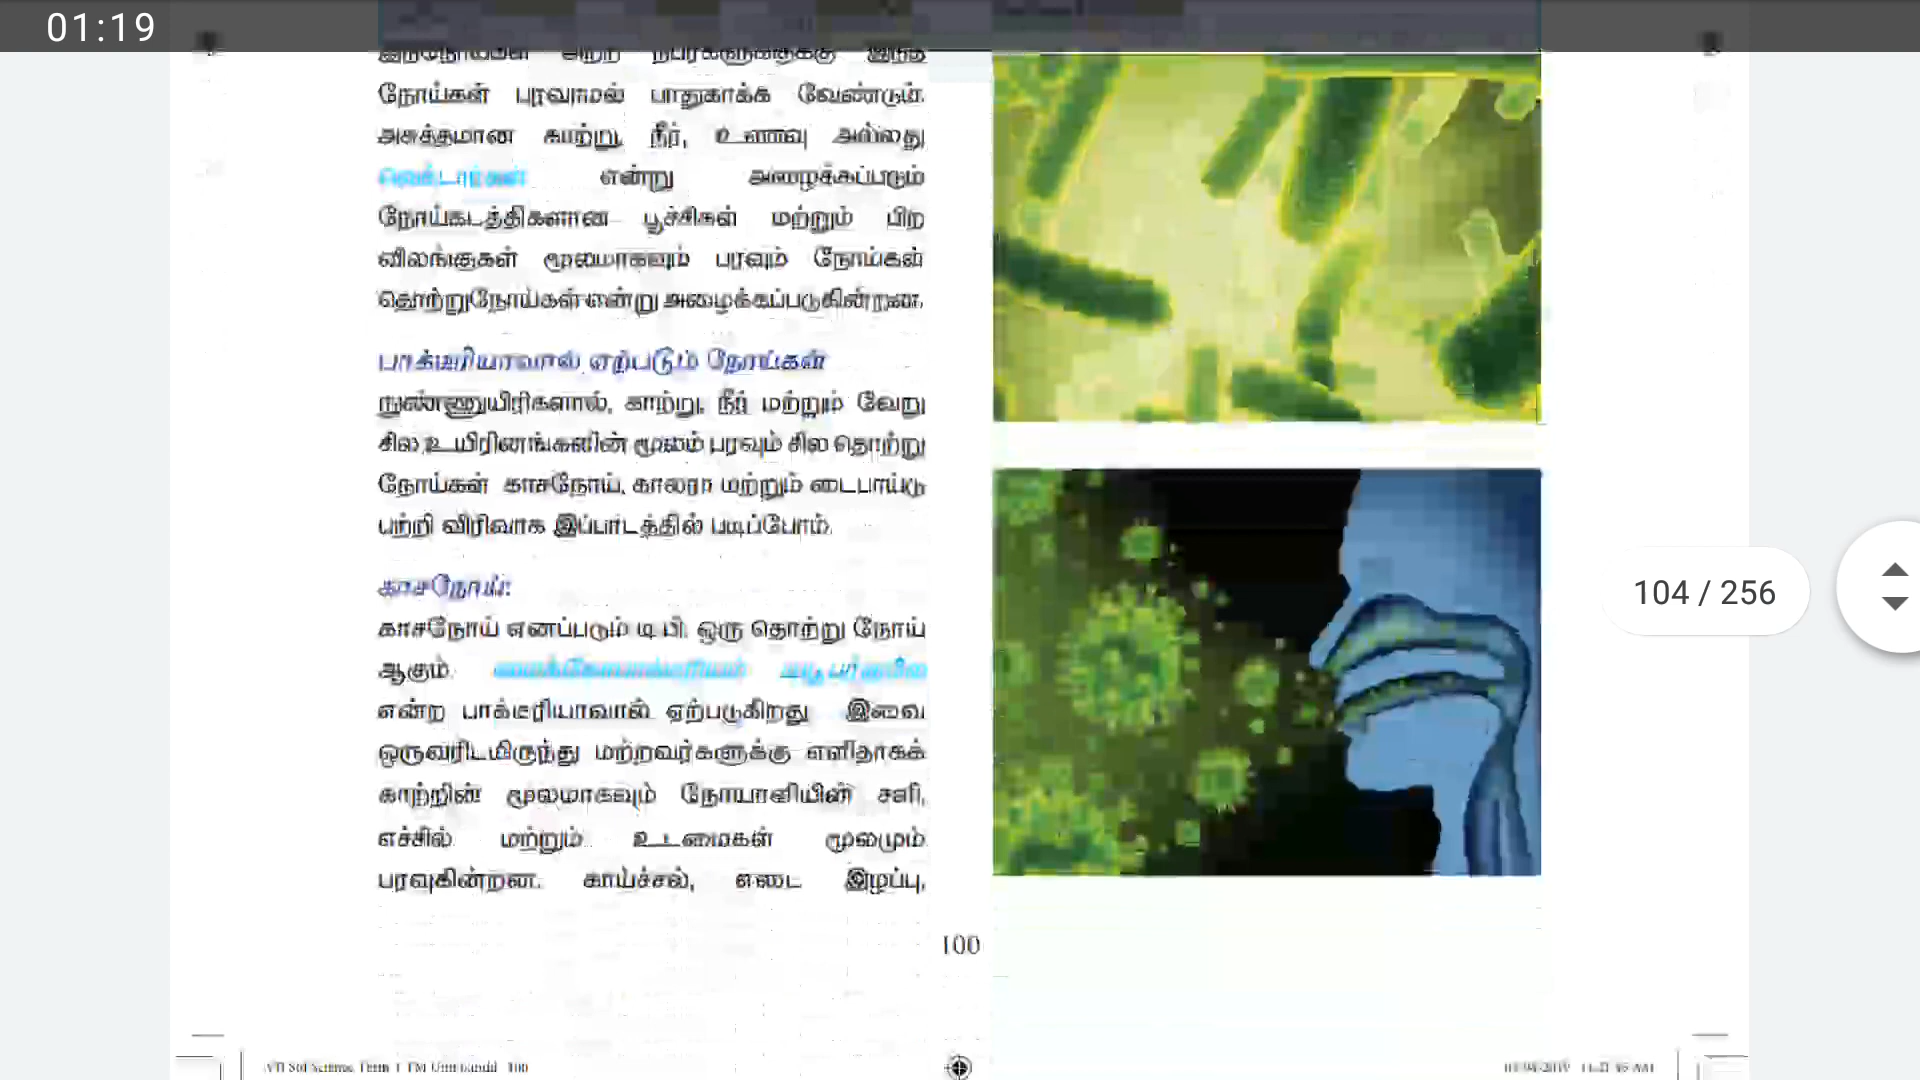 01:19
நோய்கள் பரவாமல் பாதுகாக்க வேண்டும்.
அசுத்தமான காற்று, நீர், உணவு அல்லது
வெக்டார்கள் என்று அழைக்கப்படும்
நோய்கடத்திகளான பூச்சிகள் மற்றும் பிற
விலங்குகள் மூலமாகவும் பரவும் நோய்கள்
தொற்றுநோய்கள் என்று அழைக்கப்படுகின்றன.
பாக்டீரியாவால் ஏற்படும் நோய்கள்
நுண்ணுயிரிகளால், காற்று, நீர் மற்றும் வேறு
சில உயிரினங்களின் மூலம் பரவும் சில தொற்று
நோய்கள் காசநோய், காலரா மற்றும் டைபாய்டு
பற்றி விரிவாக இப்பாடத்தில் படிப்போம்.
காசநோய்:
காசநோய் எனப்படும் டி.பி. ஒரு தொற்று நோய்
ஆகும்.
என்ற பாக்டீரியாவால் ஏற்படுகிறது. இவை
ஒருவரிடமிருந்து மற்றவர்களுக்கு எளிதாகக்
காற்றின் மூலமாகவும் நோயாளியின் சளி,
எச்சில் மற்றும் உடமைகள் மூலமும்
பரவுகின்றன. காய்ச்சல், எடை இழப்பு,
104 / 256
100